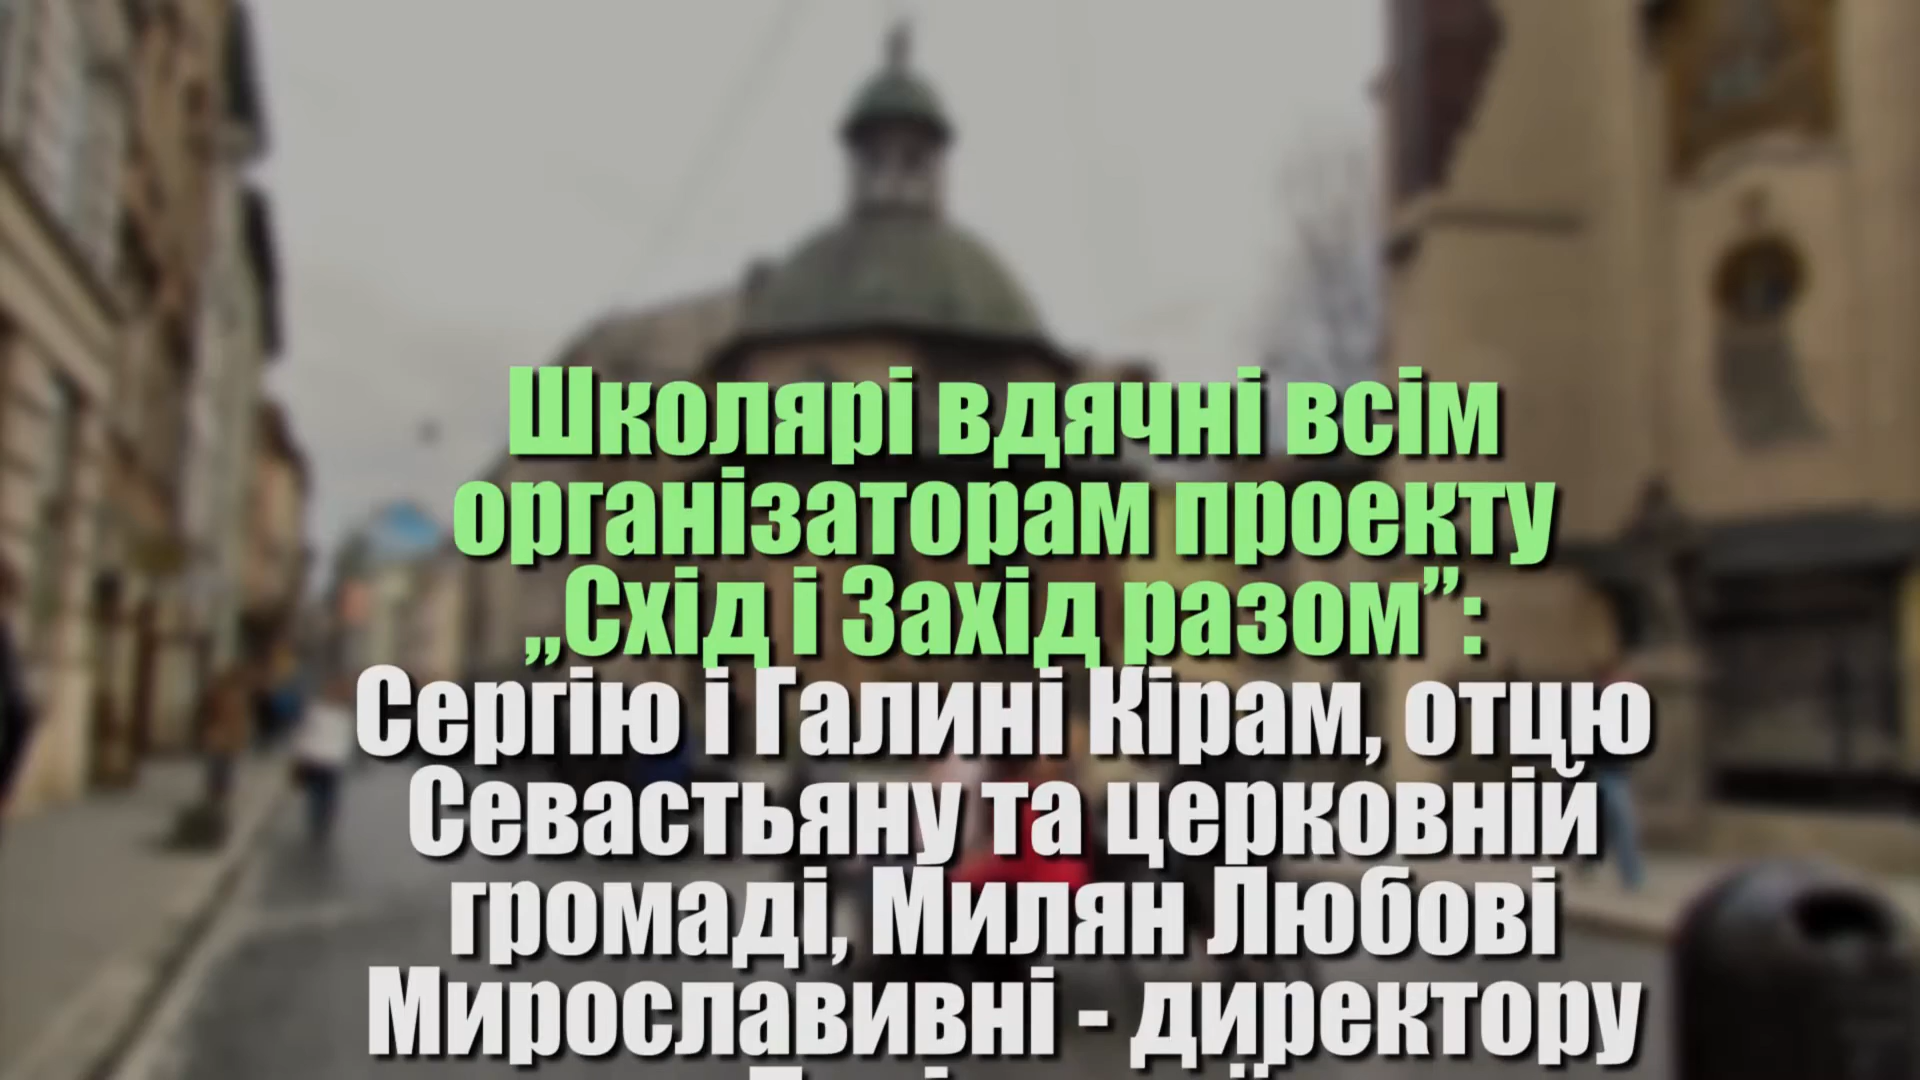 Школярі вдячні всім
організаторам проекту
„Схід і Захід разом”:
Сергію і Галині Кірам, отцю
Севастьяну та церковній
громаді, Милян Любові
Мирославивні - директору